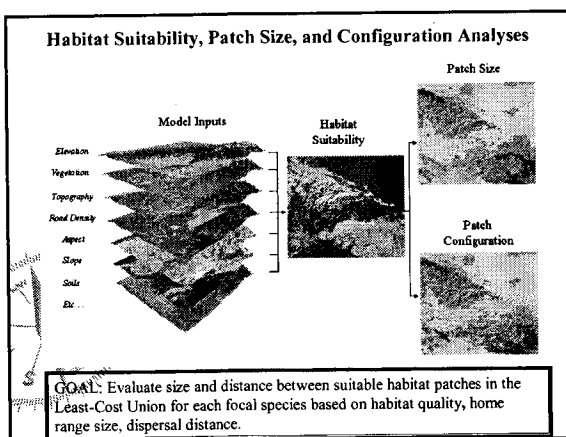 Habitat Suitability, Patch Size, and Configuration Analyses
Patch Size
Model Inputs
Habitat
Suitability
Elevation
Vegetation
Topography
Road Density
Aspect
Slope
Soils
Etc...
Patch
Configuration
GOAL: Evaluate size and distance between suitable habitat patches in the
Least-Cost Union for each focal species based on habitat quality, home
range size, dispersal distance.